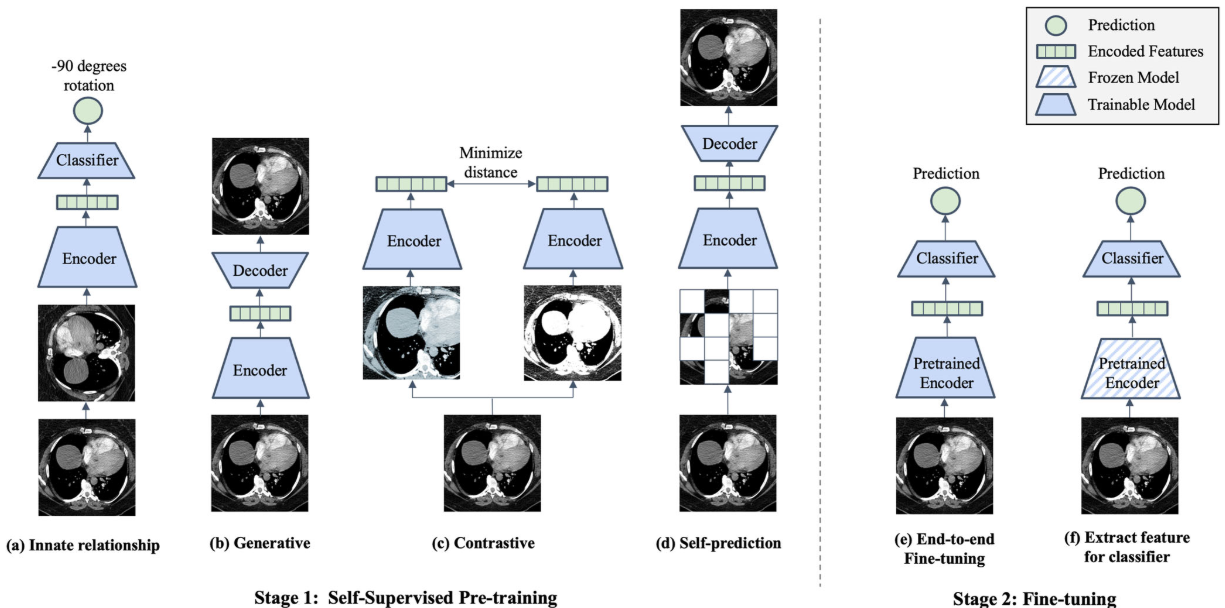 -90 degrees
rotation
Classifier
Encoder
(a) Innate relationship
Decoder
Encoder
(b) Generative
Minimize
distance
Encoder
Encoder
(c) Contrastive
Decoder
Encoder
(d) Self-prediction
Stage 1:  Self-Supervised Pre-training
Prediction
Encoded Features
Frozen Model
Trainable Model
Prediction
Classifier
Pretrained
Encoder
(e) End-to-end
Fine-tuning
Prediction
Classifier
Pretrained
Encoder
(f) Extract feature
for classifier
Stage 2: Fine-tuning